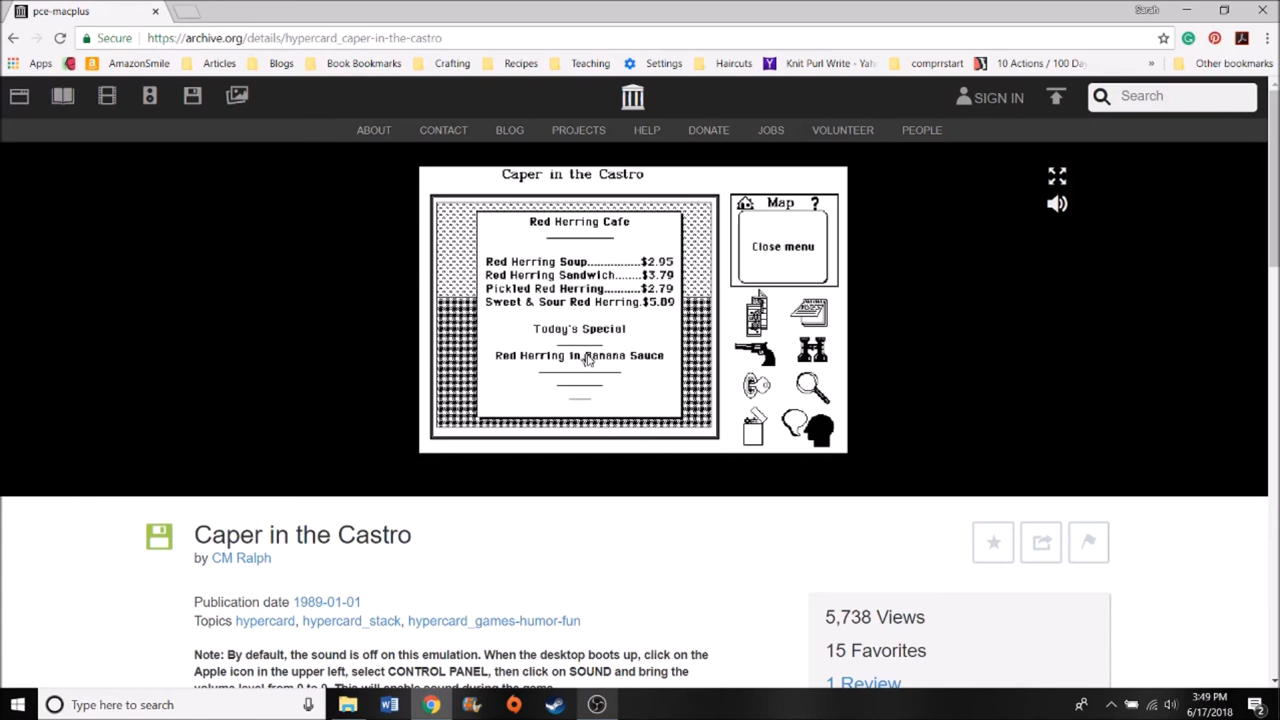 pce-macplus
Sarah
Secure
https://archive.org/details/hypercard_caper-in-the-castro
Apps
AmazonSmile
Articles
Blogs
Book Bookmarks
Crafting
Recipes
Teaching
Settings
Haircuts
Knit Purl Write - Yah
comprrstart
10 Actions / 100 Da
»
Other bookmarks
SIGN IN
Search
ABOUT
CONTACT
BLOG
PROJECTS
HELP
DONATE
JOBS
VOLUNTEER
PEOPLE
Caper in the Castro
Red Herring Cafe
Red Herring Soup..............$2.95
Red Herring Sandwich.......$3.79
Pickled Red Herring..........$2.79
Sweet & Sour Red Herring.$5.89
Today's Special
Red Herring in Banana Sauce
Map ?
Close menu
Caper in the Castro
by CM Ralph
Publication date 1989-01-01
Topics hypercard, hypercard_stack, hypercard_games-humor-fun
Note: By default, the sound is off on this emulation. When the desktop boots up, click on the
Apple icon in the upper left, select CONTROL PANEL, then click on SOUND and bring the
5,738 Views
15 Favorites
1 Review
Type here to search
3:49 PM
6/17/2018
2